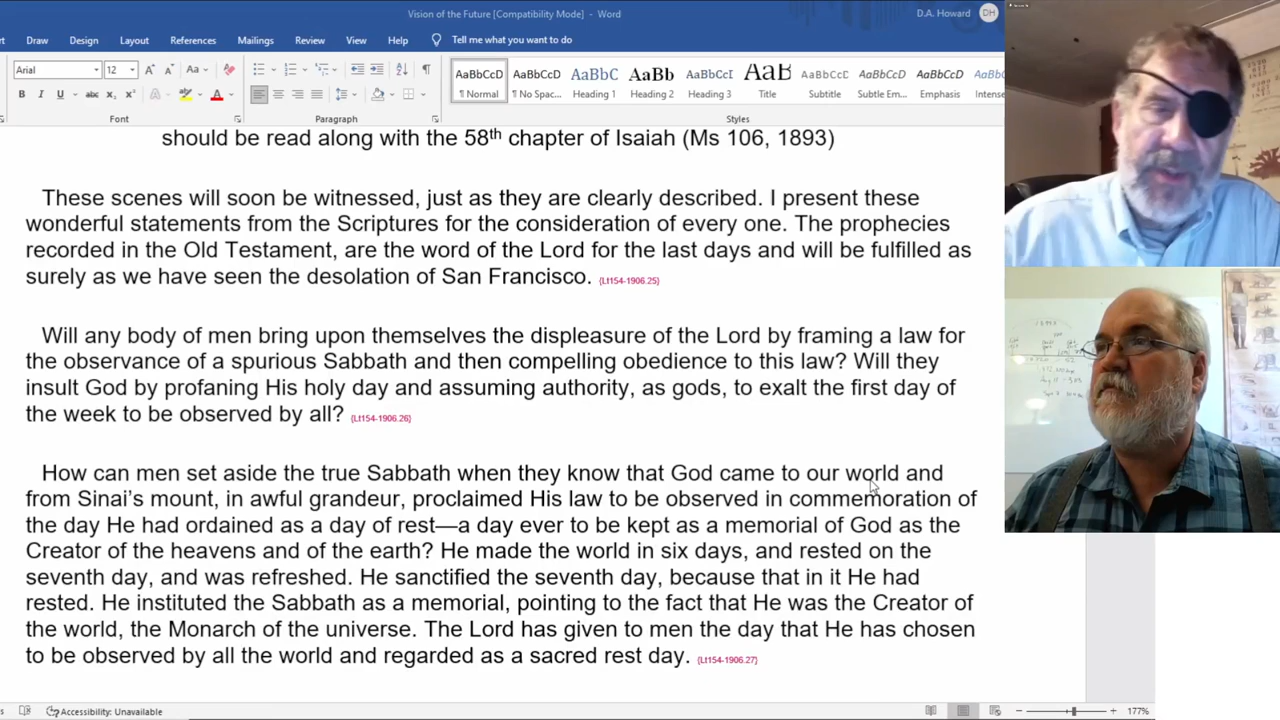 Vision of the Future [Compatibility Mode] - Word
D.A. Howard
DH
Draw Design Layout References Mailings Review View Help Tell me what you want to do
Arial 12 Aa
B I U abc
AaBbCcD AaBbCcD AaBbC AaBb AaBbCcI AaB AaBbCcD AaBbCcD AaBbCcD
¶ Normal ¶ No Spac... Heading 1 Heading 2 Heading 3 Title Subtitle Subtle Em... Emphasis Intense
Font Paragraph Styles
should be read along with the 58th chapter of Isaiah (Ms 106, 1893)
These scenes will soon be witnessed, just as they are clearly described. I present these
wonderful statements from the Scriptures for the consideration of every one. The prophecies
recorded in the Old Testament, are the word of the Lord for the last days and will be fulfilled as
surely as we have seen the desolation of San Francisco. {Lt154-1906.25}
Will any body of men bring upon themselves the displeasure of the Lord by framing a law for
the observance of a spurious Sabbath and then compelling obedience to this law? Will they
insult God by profaning His holy day and assuming authority, as gods, to exalt the first day of
the week to be observed by all? {Lt154-1906.26}
How can men set aside the true Sabbath when they know that God came to our world and
from Sinai’s mount, in awful grandeur, proclaimed His law to be observed in commemoration of
the day He had ordained as a day of rest—a day ever to be kept as a memorial of God as the
Creator of the heavens and of the earth? He made the world in six days, and rested on the
seventh day, and was refreshed. He sanctified the seventh day, because that in it He had
rested. He instituted the Sabbath as a memorial, pointing to the fact that He was the Creator of
the world, the Monarch of the universe. The Lord has given to men the day that He has chosen
to be observed by all the world and regarded as a sacred rest day. {Lt154-1906.27}
Accessibility: Unavailable
177%